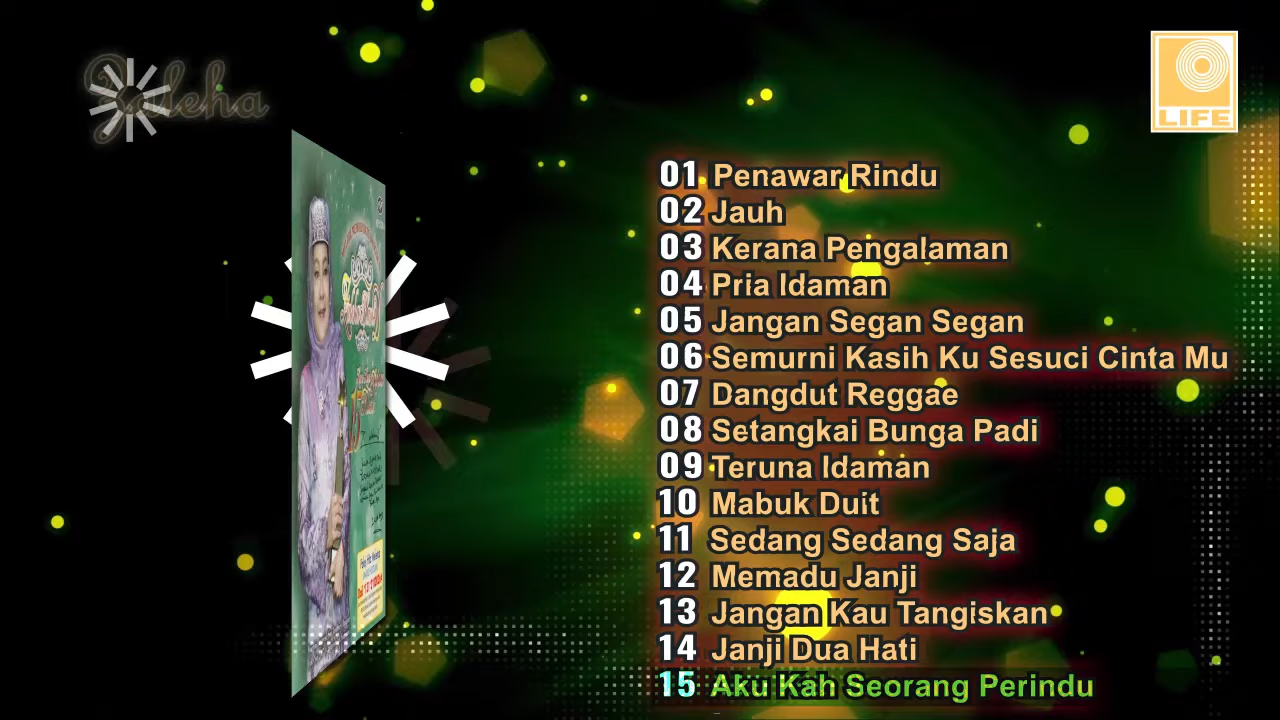 LIFE
01 Penawar Rindu
02 Jauh
03 Kerana Pengalaman
04 Pria Idaman
05 Jangan Segan Segan
06 Semurni Kasih Ku Sesuci Cinta Mu
07 Dangdut Reggae
08 Setangkai Bunga Padi
09 Teruna Idaman
10 Mabuk Duit
11 Sedang Sedang Saja
12 Memadu Janji
13 Jangan Kau Tangiskan
14 Janji Dua Hati
15 Aku Kah Seorang Perindu